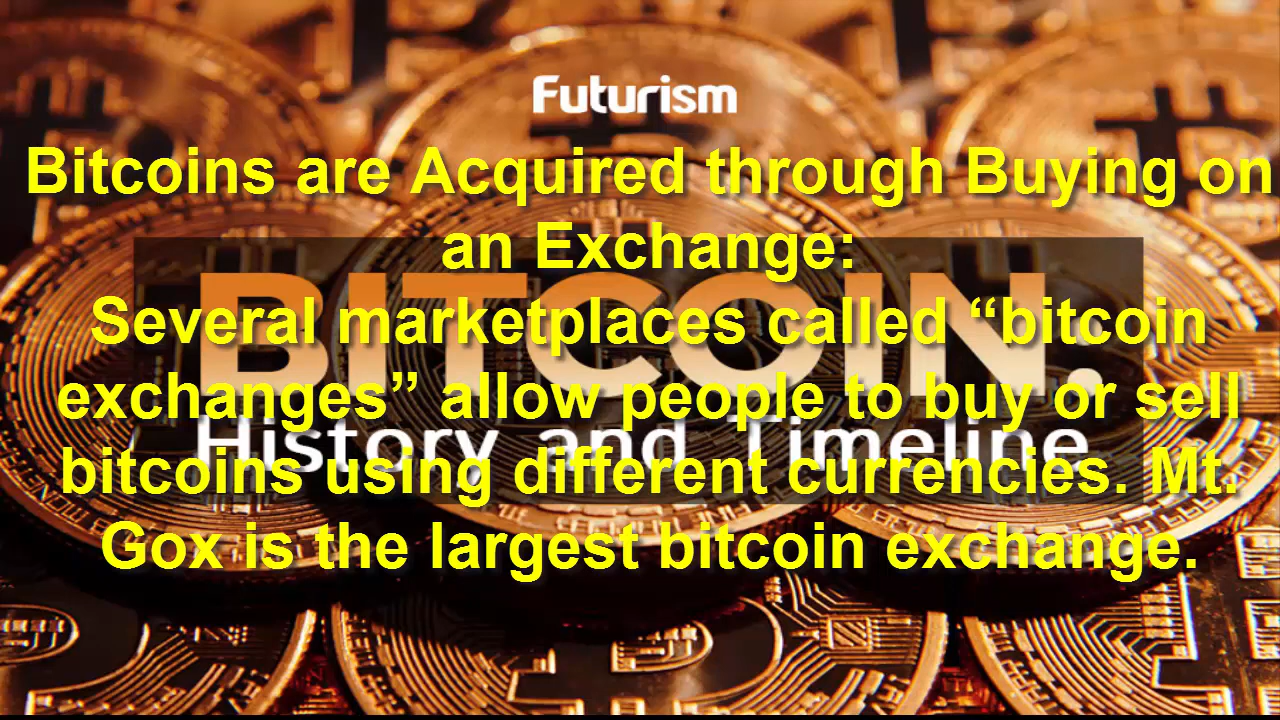 Futurism
Bitcoins are Acquired through Buying on
an Exchange:
BITCOIN.
Several marketplaces called “bitcoin
exchanges” allow people to buy or sell
History and Timeline
bitcoins using different currencies. Mt.
Gox is the largest bitcoin exchange.